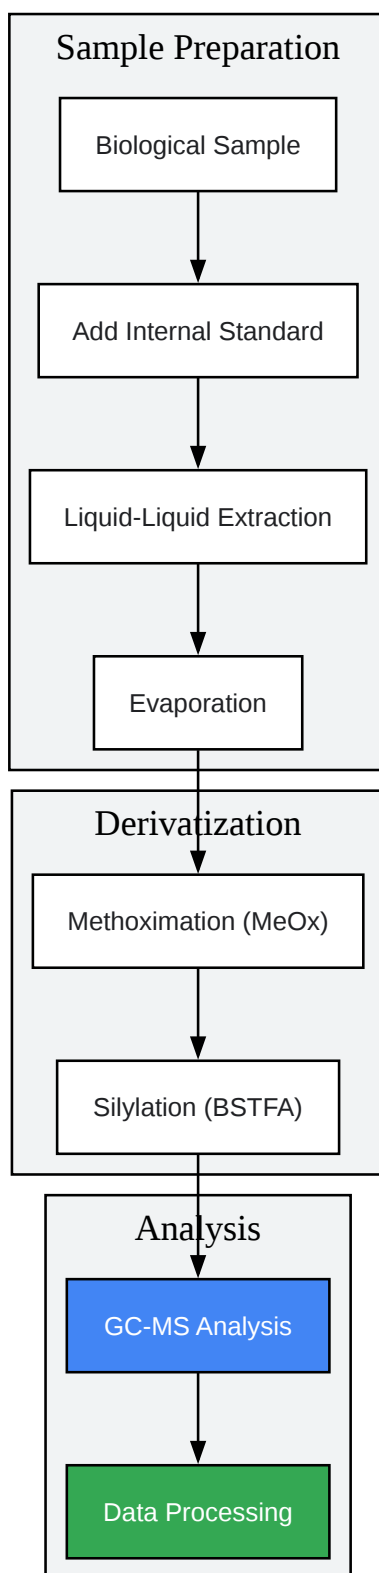 Sample Preparation
Biological Sample
Add Internal Standard
Liquid-Liquid Extraction
Evaporation
Derivatization
Methoximation (MeOx)
Silylation (BSTFA)
Analysis
GC-MS Analysis
Data Processing